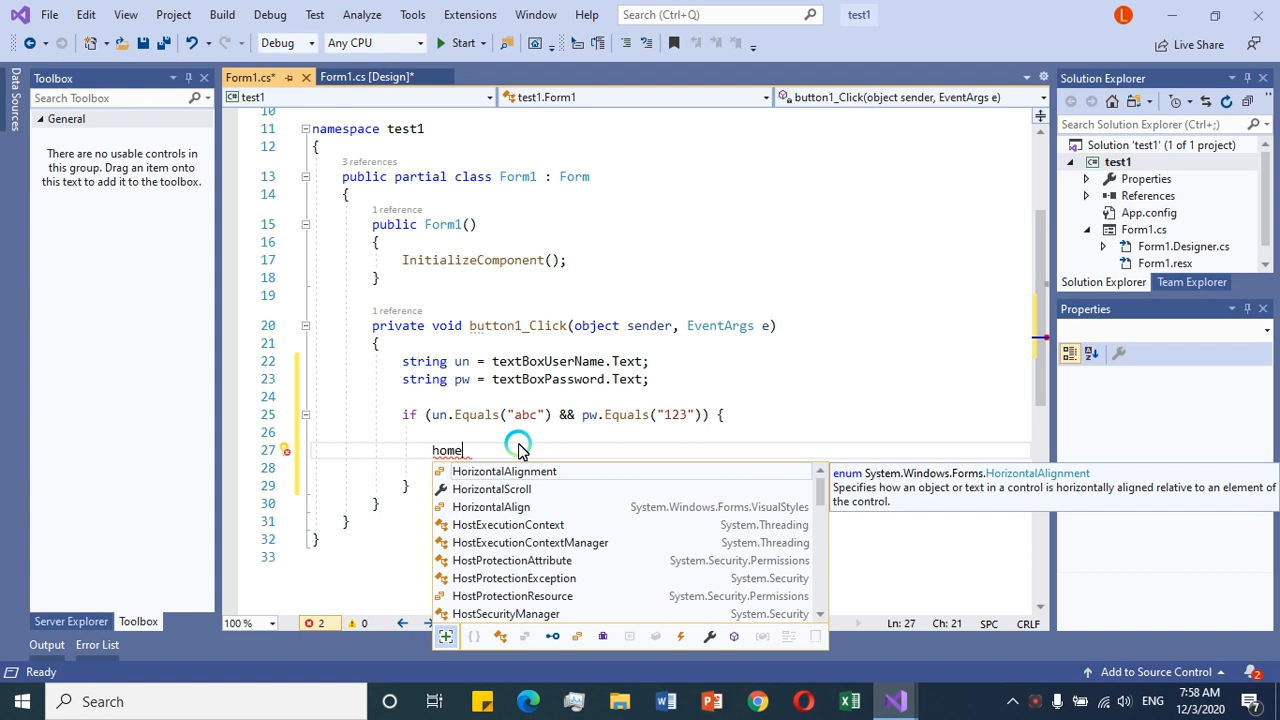 File Edit View Project Build Debug Test Analyze Tools Extensions Window Help Search (Ctrl+Q) test1 L
Debug Any CPU Start Live Share
Data Sources
Toolbox
Search Toolbox
General
There are no usable controls in
this group. Drag an item onto
this text to add it to the toolbox.
Server Explorer Toolbox
Form1.cs* Form1.cs [Design]*
test1 test1.Form1 button1_Click(object sender, EventArgs e)
10
11 namespace test1
12 {
3 references
13 public partial class Form1 : Form
14 {
1 reference
15 public Form1()
16 {
17 InitializeComponent();
18 }
19
1 reference
20 private void button1_Click(object sender, EventArgs e)
21 {
22 string un = textBoxUserName.Text;
23 string pw = textBoxPassword.Text;
24
25 if (un.Equals("abc") && pw.Equals("123")) {
26
27 home
28
29 }
30 }
31 }
32 }
33
HorizontalAlignment
HorizontalScroll
HorizontalAlign System.Windows.Forms.VisualStyles
HostExecutionContext System.Threading
HostExecutionContextManager System.Threading
HostProtectionAttribute System.Security.Permissions
HostProtectionException System.Security
HostProtectionResource System.Security.Permissions
HostSecurityManager System.Security
enum System.Windows.Forms.HorizontalAlignment
Specifies how an object or text in a control is horizontally aligned relative to an element of
the control.
100 % 2 0 Ln: 27 Ch: 21 SPC CRLF
Solution Explorer
Search Solution Explorer (Ctrl+;)
Solution 'test1' (1 of 1 project)
test1
Properties
References
App.config
Form1.cs
Form1.Designer.cs
Form1.resx
Solution Explorer Team Explorer
Properties
Output Error List
Ready Add to Source Control 2
Search
ENG 7:58 AM
12/3/2020 7